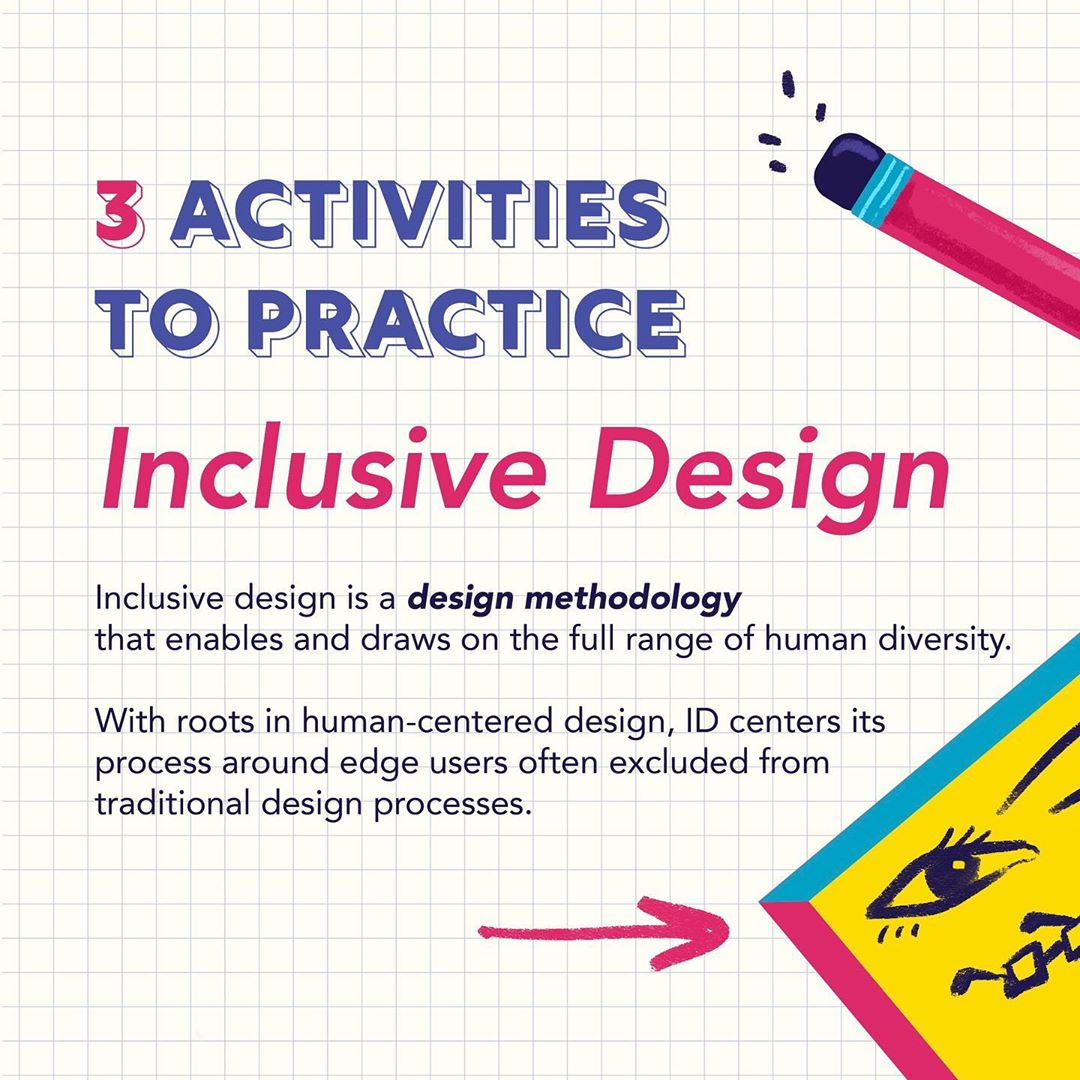 3 ACTIVITIES
TO PRACTICE
Inclusive Design
Inclusive design is a design methodology
that enables and draws on the full range of human diversity.
With roots in human-centered design, ID centers its
process around edge users often excluded from
traditional design processes.